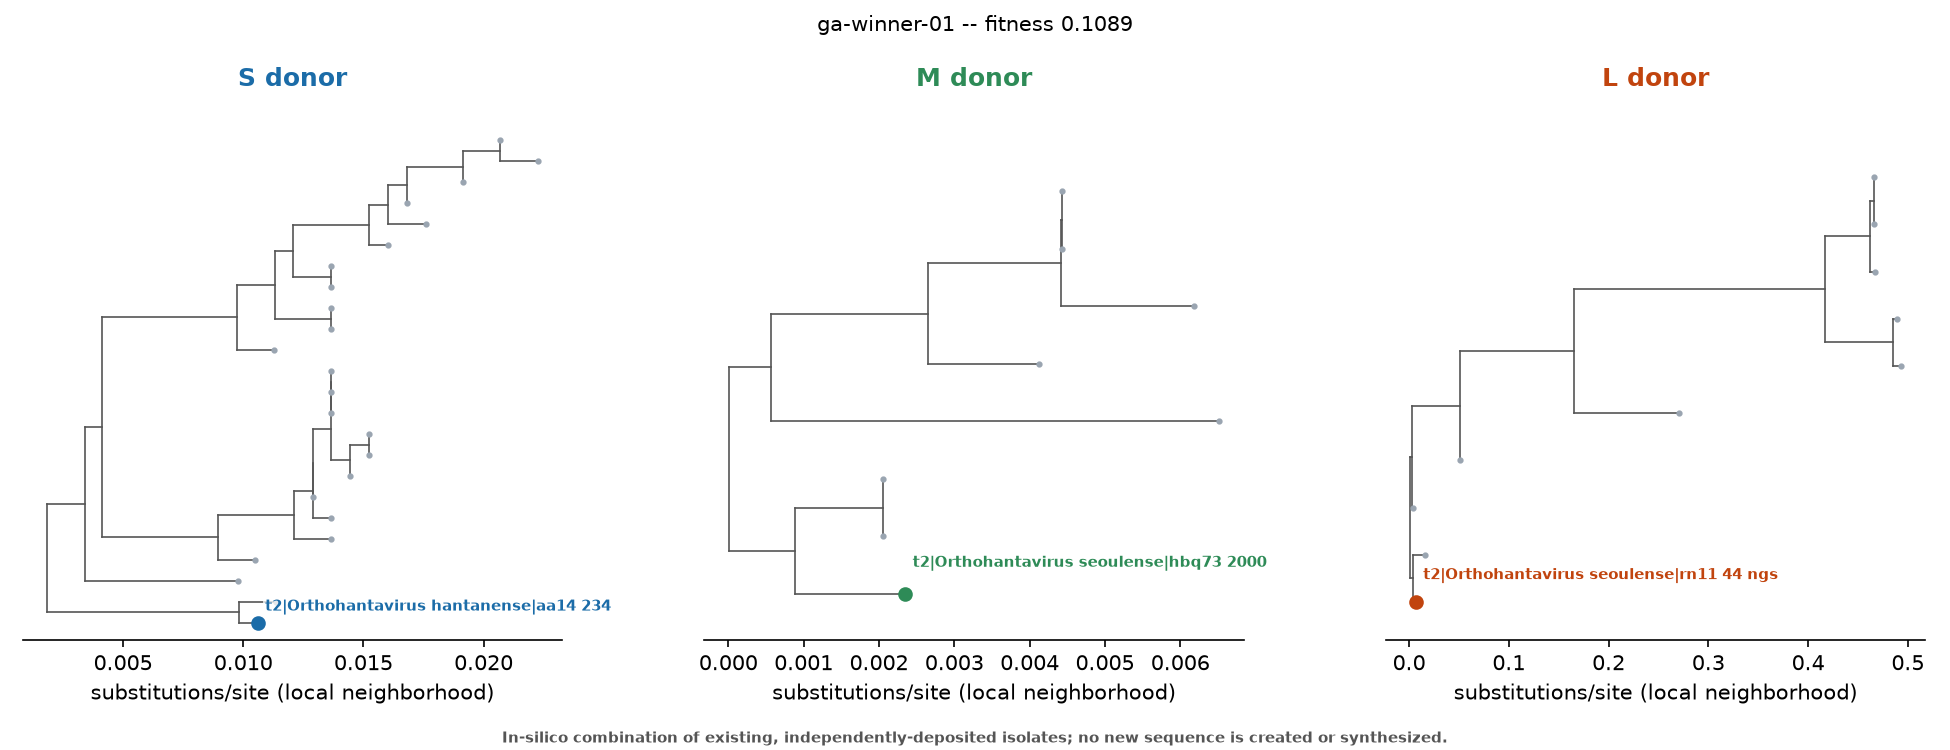 ga-winner-01 -- fitness 0.1089
S donor
M donor
L donor
t2|Orthohantavirus hantanense|aa14 234
t2|Orthohantavirus seoulense|hbq73 2000
t2|Orthohantavirus seoulense|rn11 44 ngs
0.005 0.010 0.015 0.020
substitutions/site (local neighborhood)
0.000 0.001 0.002 0.003 0.004 0.005 0.006
substitutions/site (local neighborhood)
0.0 0.1 0.2 0.3 0.4 0.5
substitutions/site (local neighborhood)
In-silico combination of existing, independently-deposited isolates; no new sequence is created or synthesized.